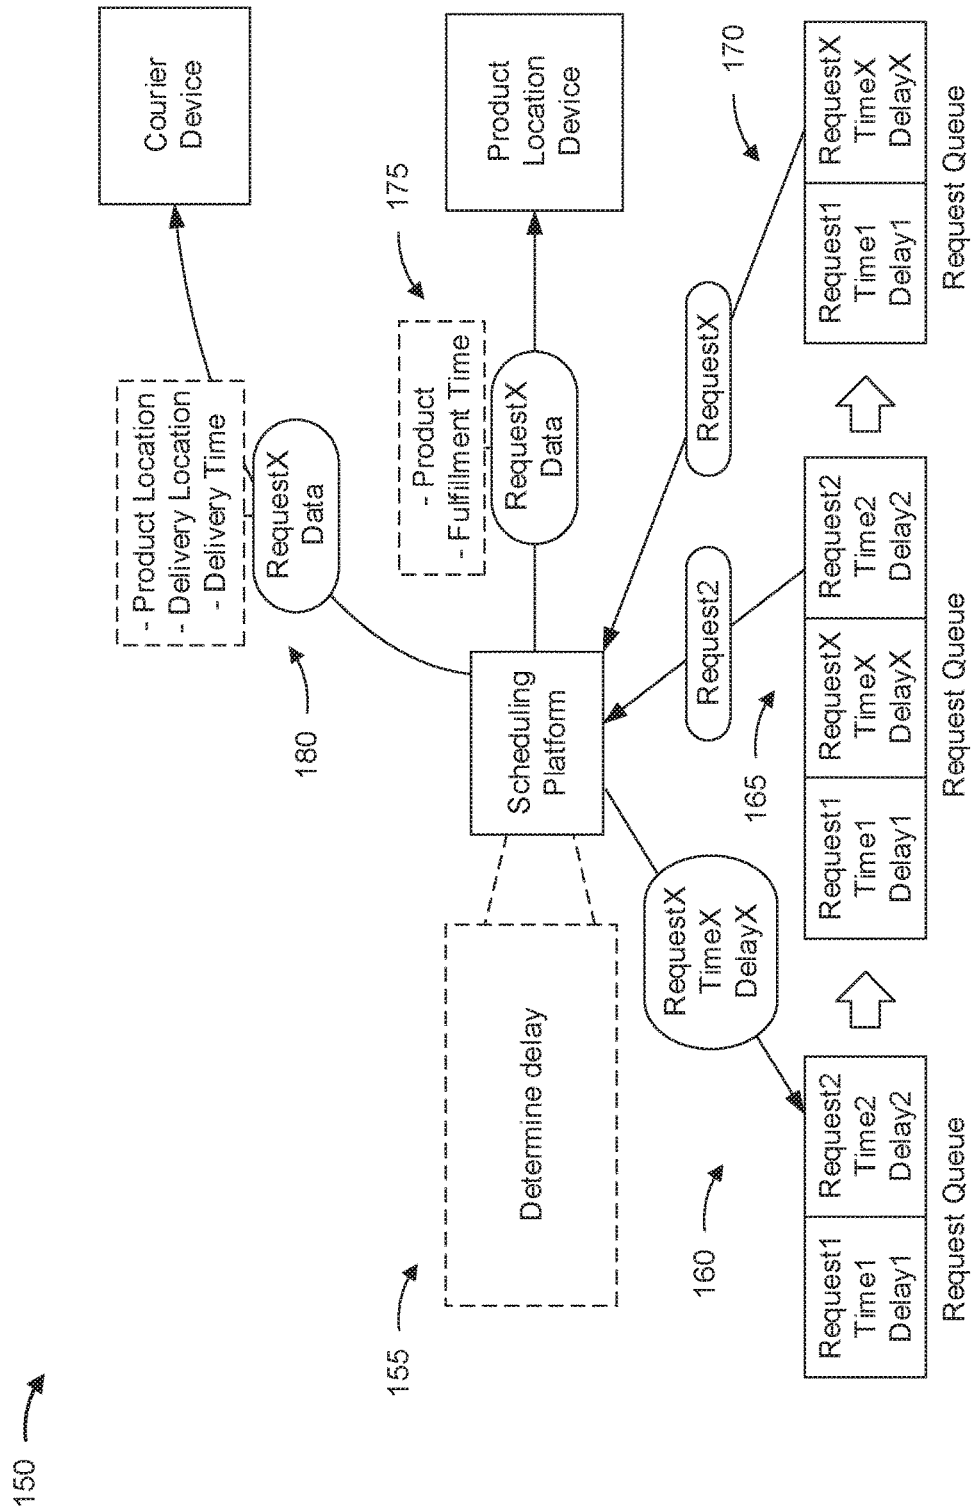 150
155
Determine delay
Scheduling
Platform
180
- Product Location
- Delivery Location
- Delivery Time
RequestX
Data
Courier
Device
175
- Product
- Fulfillment Time
RequestX
Data
Product
Location
Device
160
RequestX
TimeX
DelayX
165
Request2
170
RequestX
Request1
Time1
Delay1
Request2
Time2
Delay2
Request Queue
Request1
Time1
Delay1
RequestX
TimeX
DelayX
Request2
Time2
Delay2
Request Queue
Request1
Time1
Delay1
RequestX
TimeX
DelayX
Request Queue